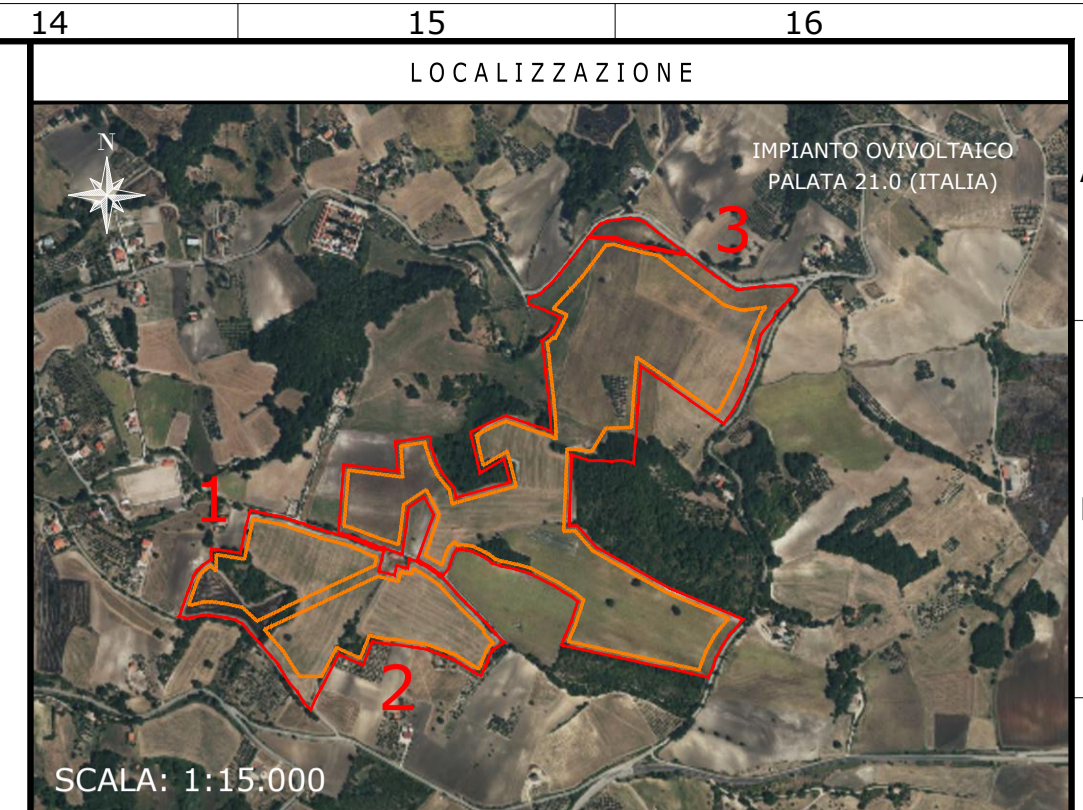 14 15 16
LOCALIZZAZIONE
N
IMPIANTO OVIVOLTAICO
PALATA 21.0 (ITALIA)
3
1
2
SCALA: 1:15.000